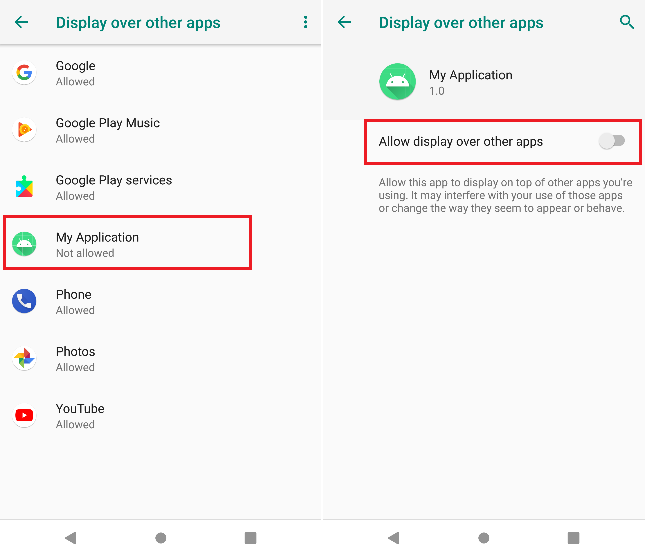 Display over other apps
Google
Allowed
Google Play Music
Allowed
Google Play services
Allowed
My Application
Not allowed
Phone
Allowed
Photos
Allowed
YouTube
Allowed
Display over other apps
My Application
1.0
Allow display over other apps
Allow this app to display on top of other apps you're
using. It may interfere with your use of those apps
or change the way they seem to appear or behave.